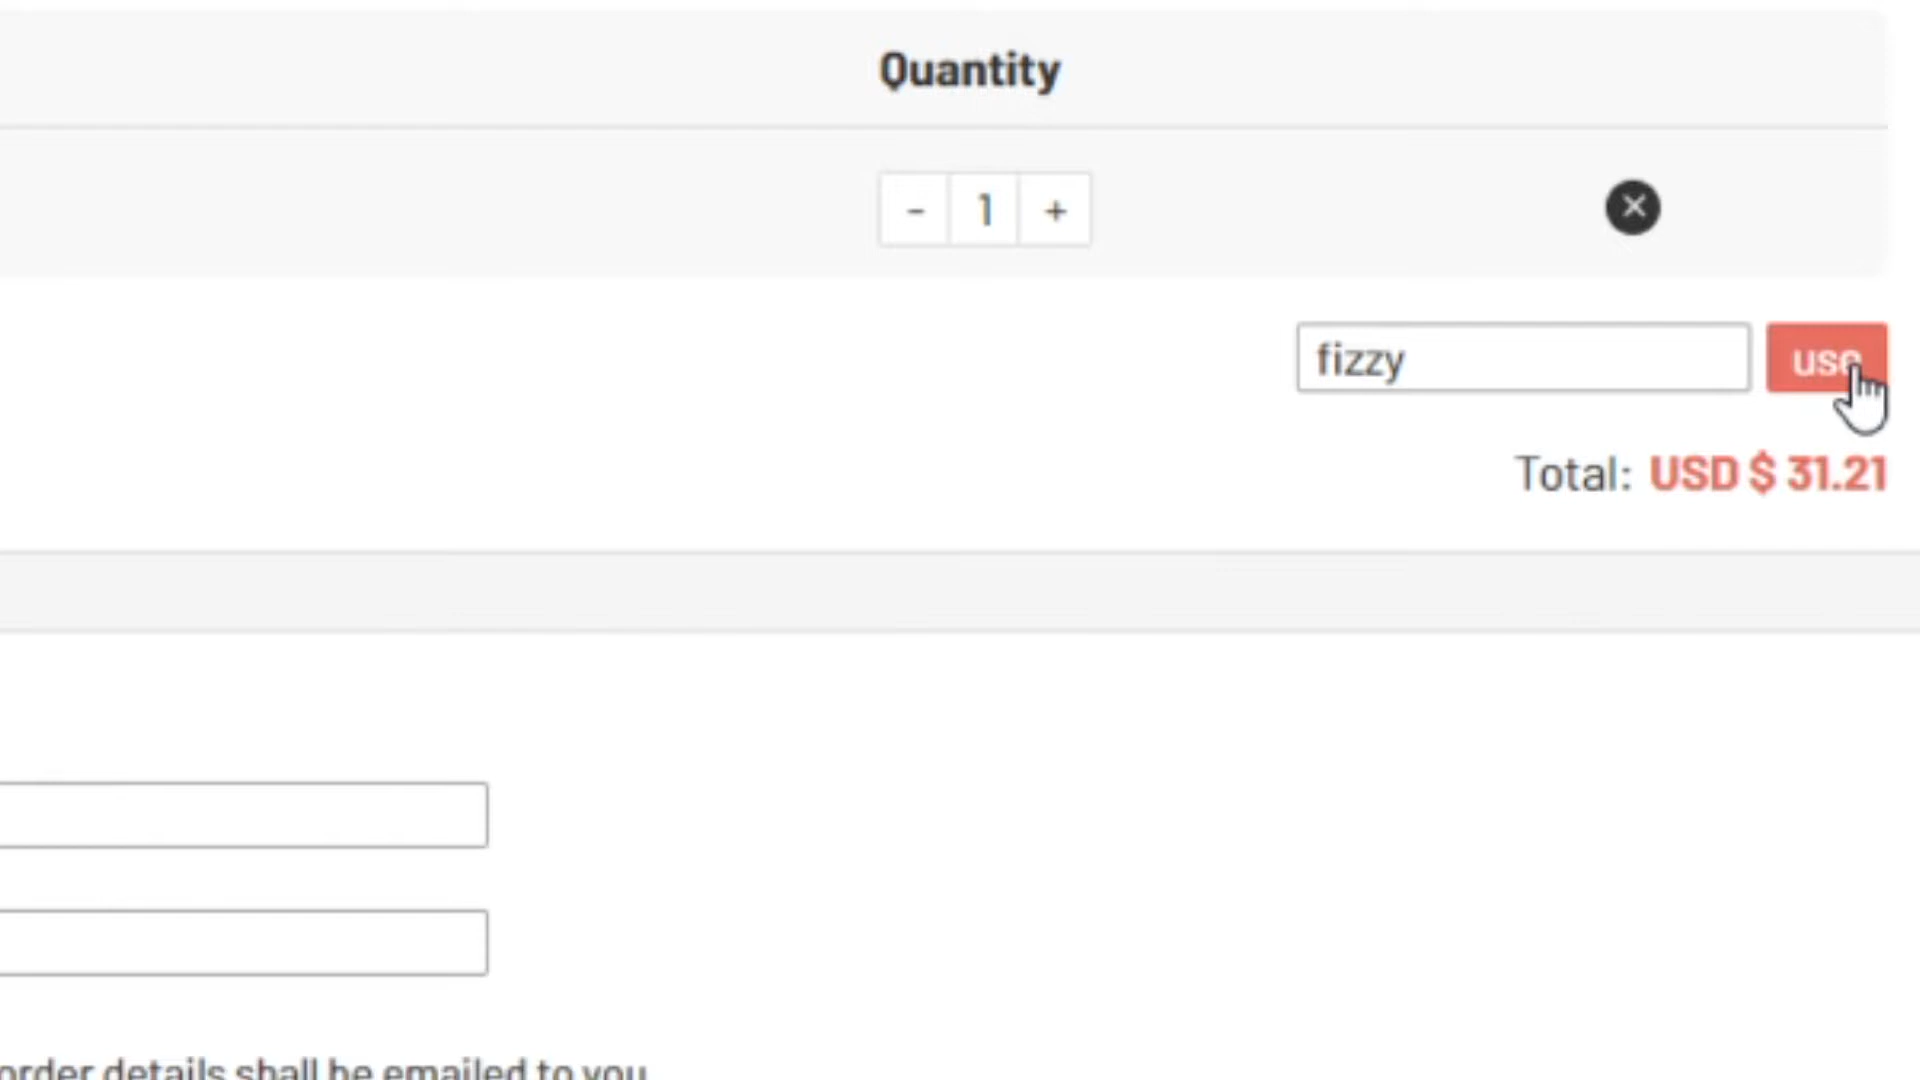 Quantity
- 1 +
fizzy
use
Total: USD $ 31.21
order details shall be emailed to you